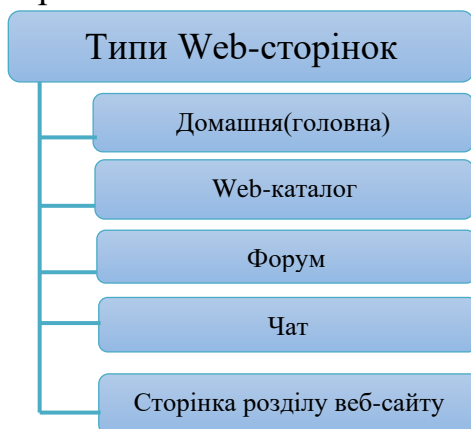 Типи Web-сторінок
Домашня(головна)
Web-каталог
Форум
Чат
Сторінка розділу веб-сайту